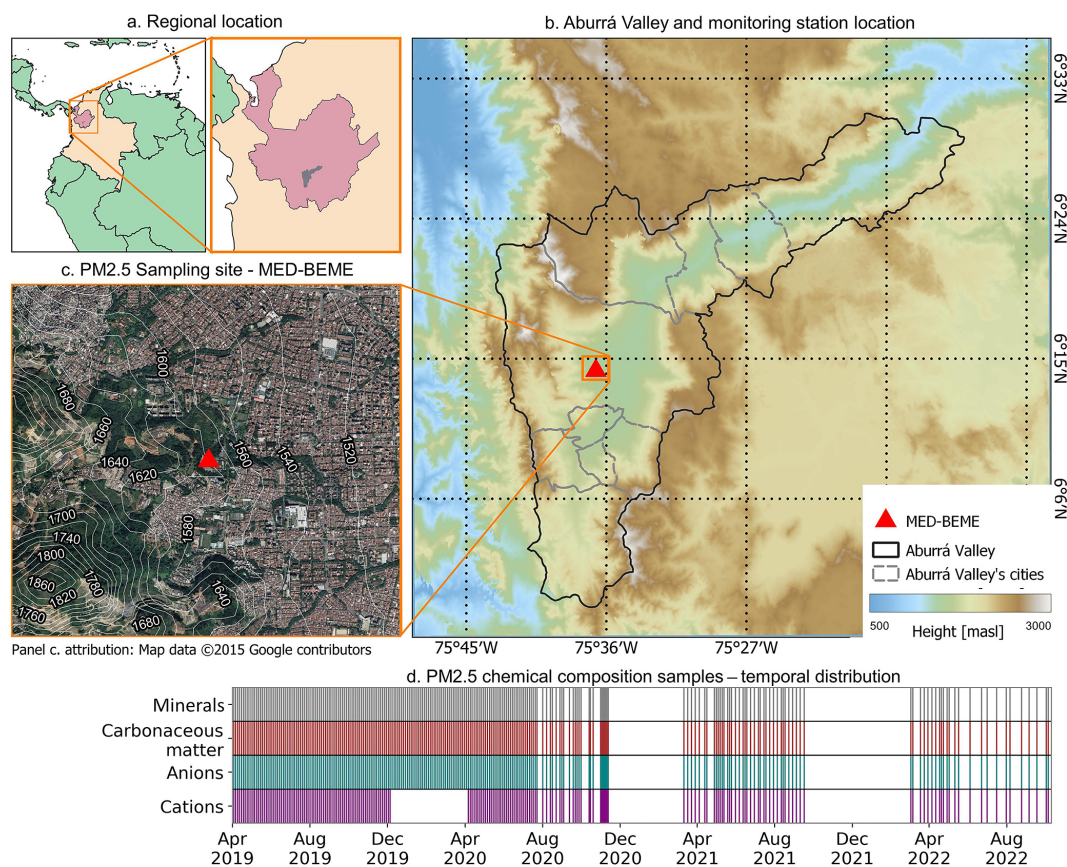 a. Regional location
b. Aburrá Valley and monitoring station location
6°33′N
6°24′N
6°15′N
6°6′N
c. PM2.5 Sampling site - MED-BEME
1600
1680
1660
1640
1620
1560
1540
1520
1580
1700
1740
1800
1860
1820
1780
1760
1640
1680
MED-BEME
Aburrá Valley
Aburrá Valley's cities
500
3000
Height [masl]
75°45′W
75°36′W
75°27′W
Panel c. attribution: Map data ©2015 Google contributors
d. PM2.5 chemical composition samples – temporal distribution
Minerals
Carbonaceous
matter
Anions
Cations
Apr Aug Dec Apr Aug Dec Apr Aug Dec Apr Aug
2019 2019 2019 2020 2020 2020 2021 2021 2021 2022 2022